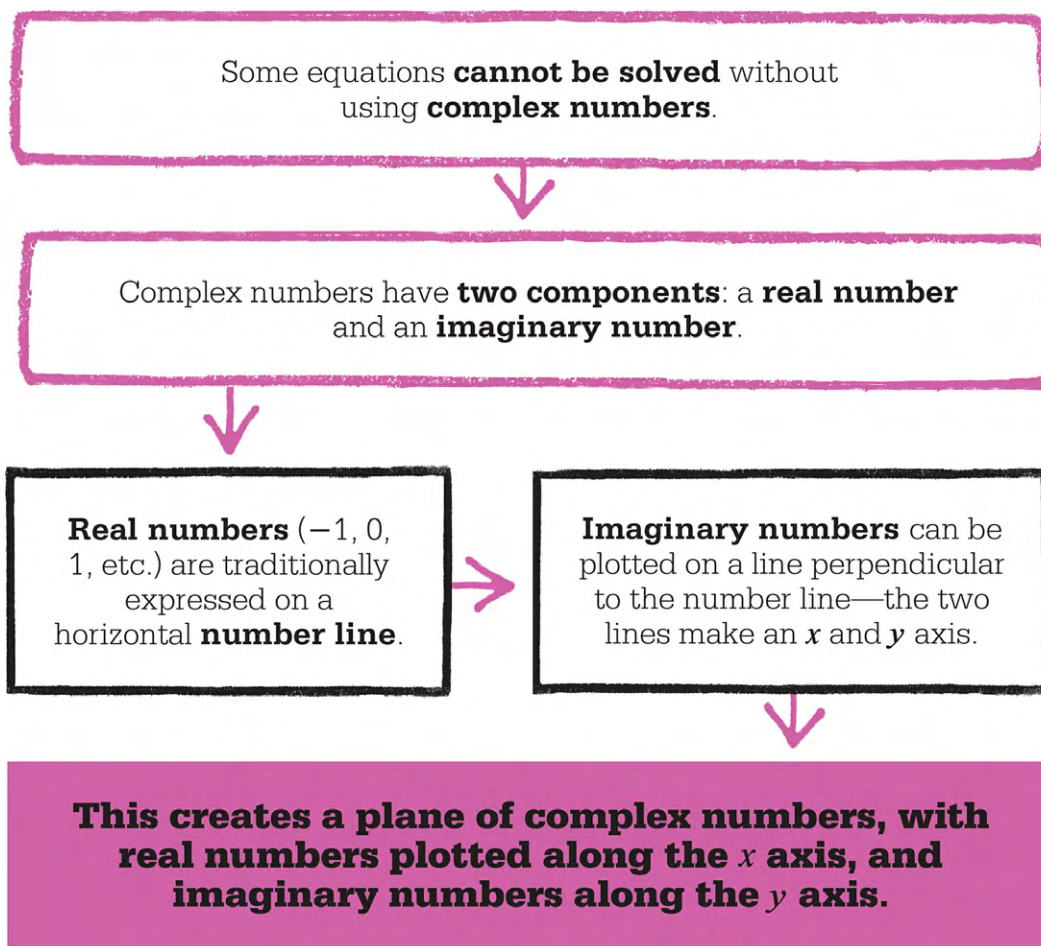 Some equations cannot be solved without
using complex numbers.
Complex numbers have two components: a real number
and an imaginary number.
Real numbers (−1, 0,
1, etc.) are traditionally
expressed on a
horizontal number line.
Imaginary numbers can be
plotted on a line perpendicular
to the number line—the two
lines make an x and y axis.
This creates a plane of complex numbers, with
real numbers plotted along the x axis, and
imaginary numbers along the y axis.